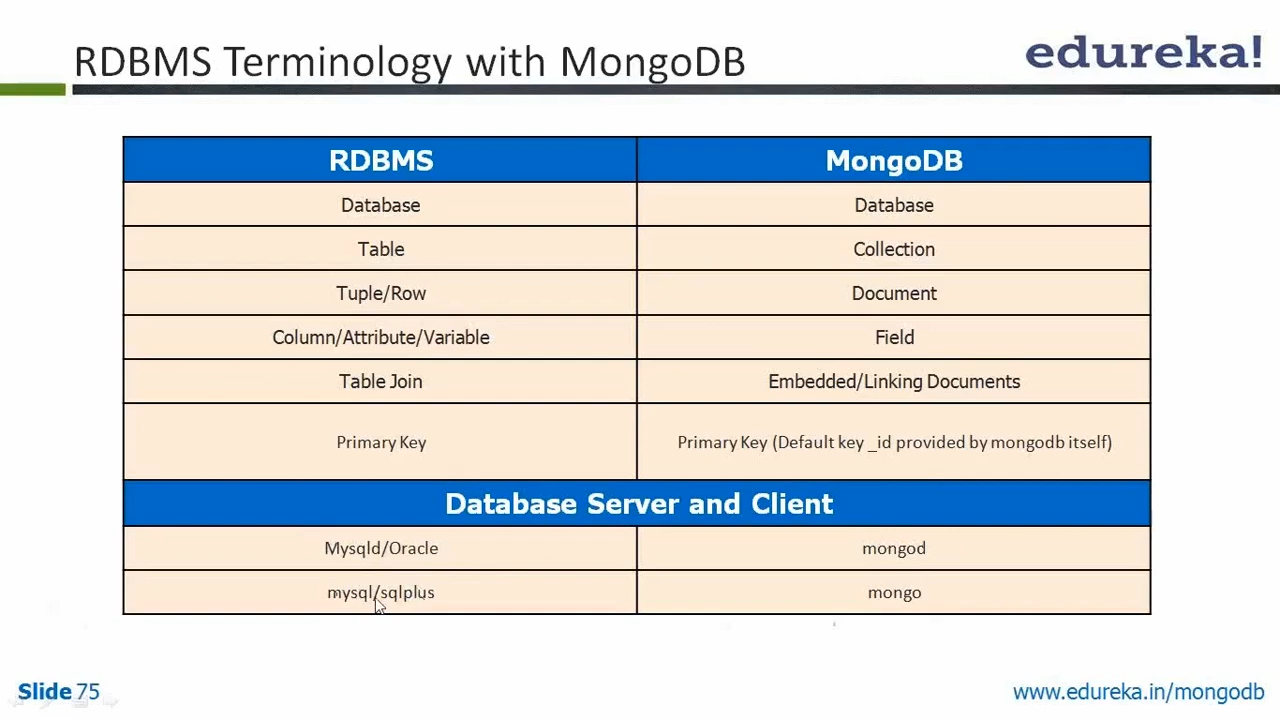 RDBMS Terminology with MongoDB
edureka!
RDBMS MongoDB
Database Database
Table Collection
Tuple/Row Document
Column/Attribute/Variable Field
Table Join Embedded/Linking Documents
Primary Key Primary Key (Default key _id provided by mongodb itself)
Database Server and Client
Mysqld/Oracle mongod
mysql/sqlplus mongo
Slide 75
www.edureka.in/mongodb